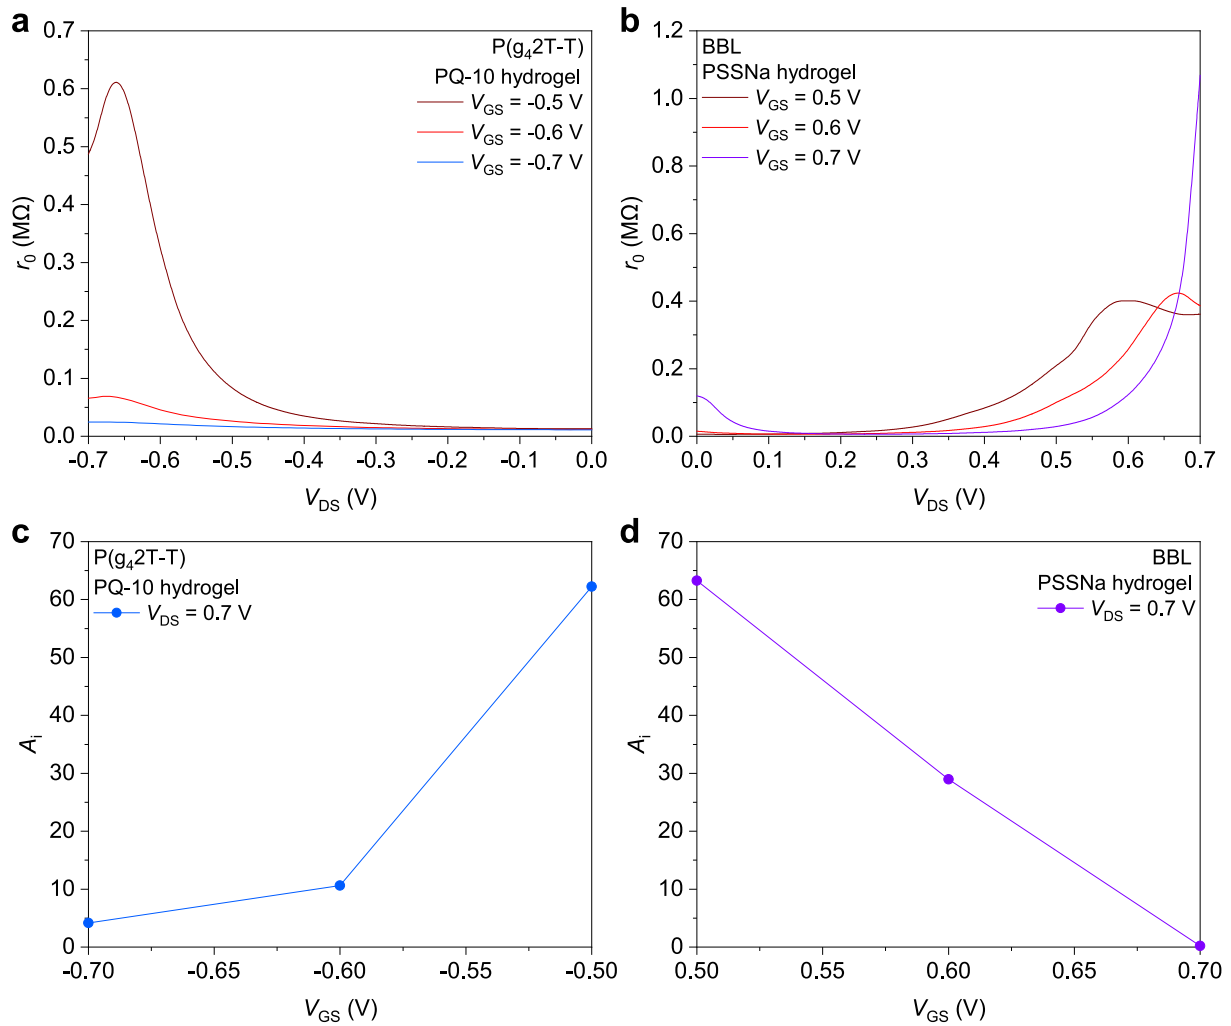 a
0.7
0.6
0.5
0.4
0.3
0.2
0.1
0.0
r0 (MΩ)
P(g42T-T)
PQ-10 hydrogel
VGS = -0.5 V
VGS = -0.6 V
VGS = -0.7 V
-0.7 -0.6 -0.5 -0.4 -0.3 -0.2 -0.1 0.0
VDS (V)
b
1.2
1.0
0.8
0.6
0.4
0.2
0.0
r0 (MΩ)
BBL
PSSNa hydrogel
VGS = 0.5 V
VGS = 0.6 V
VGS = 0.7 V
0.0 0.1 0.2 0.3 0.4 0.5 0.6 0.7
VDS (V)
c
70
60
50
40
30
20
10
0
Ai
P(g42T-T)
PQ-10 hydrogel
VDS = 0.7 V
-0.70 -0.65 -0.60 -0.55 -0.50
VGS (V)
d
70
60
50
40
30
20
10
0
Ai
BBL
PSSNa hydrogel
VDS = 0.7 V
0.50 0.55 0.60 0.65 0.70
VGS (V)